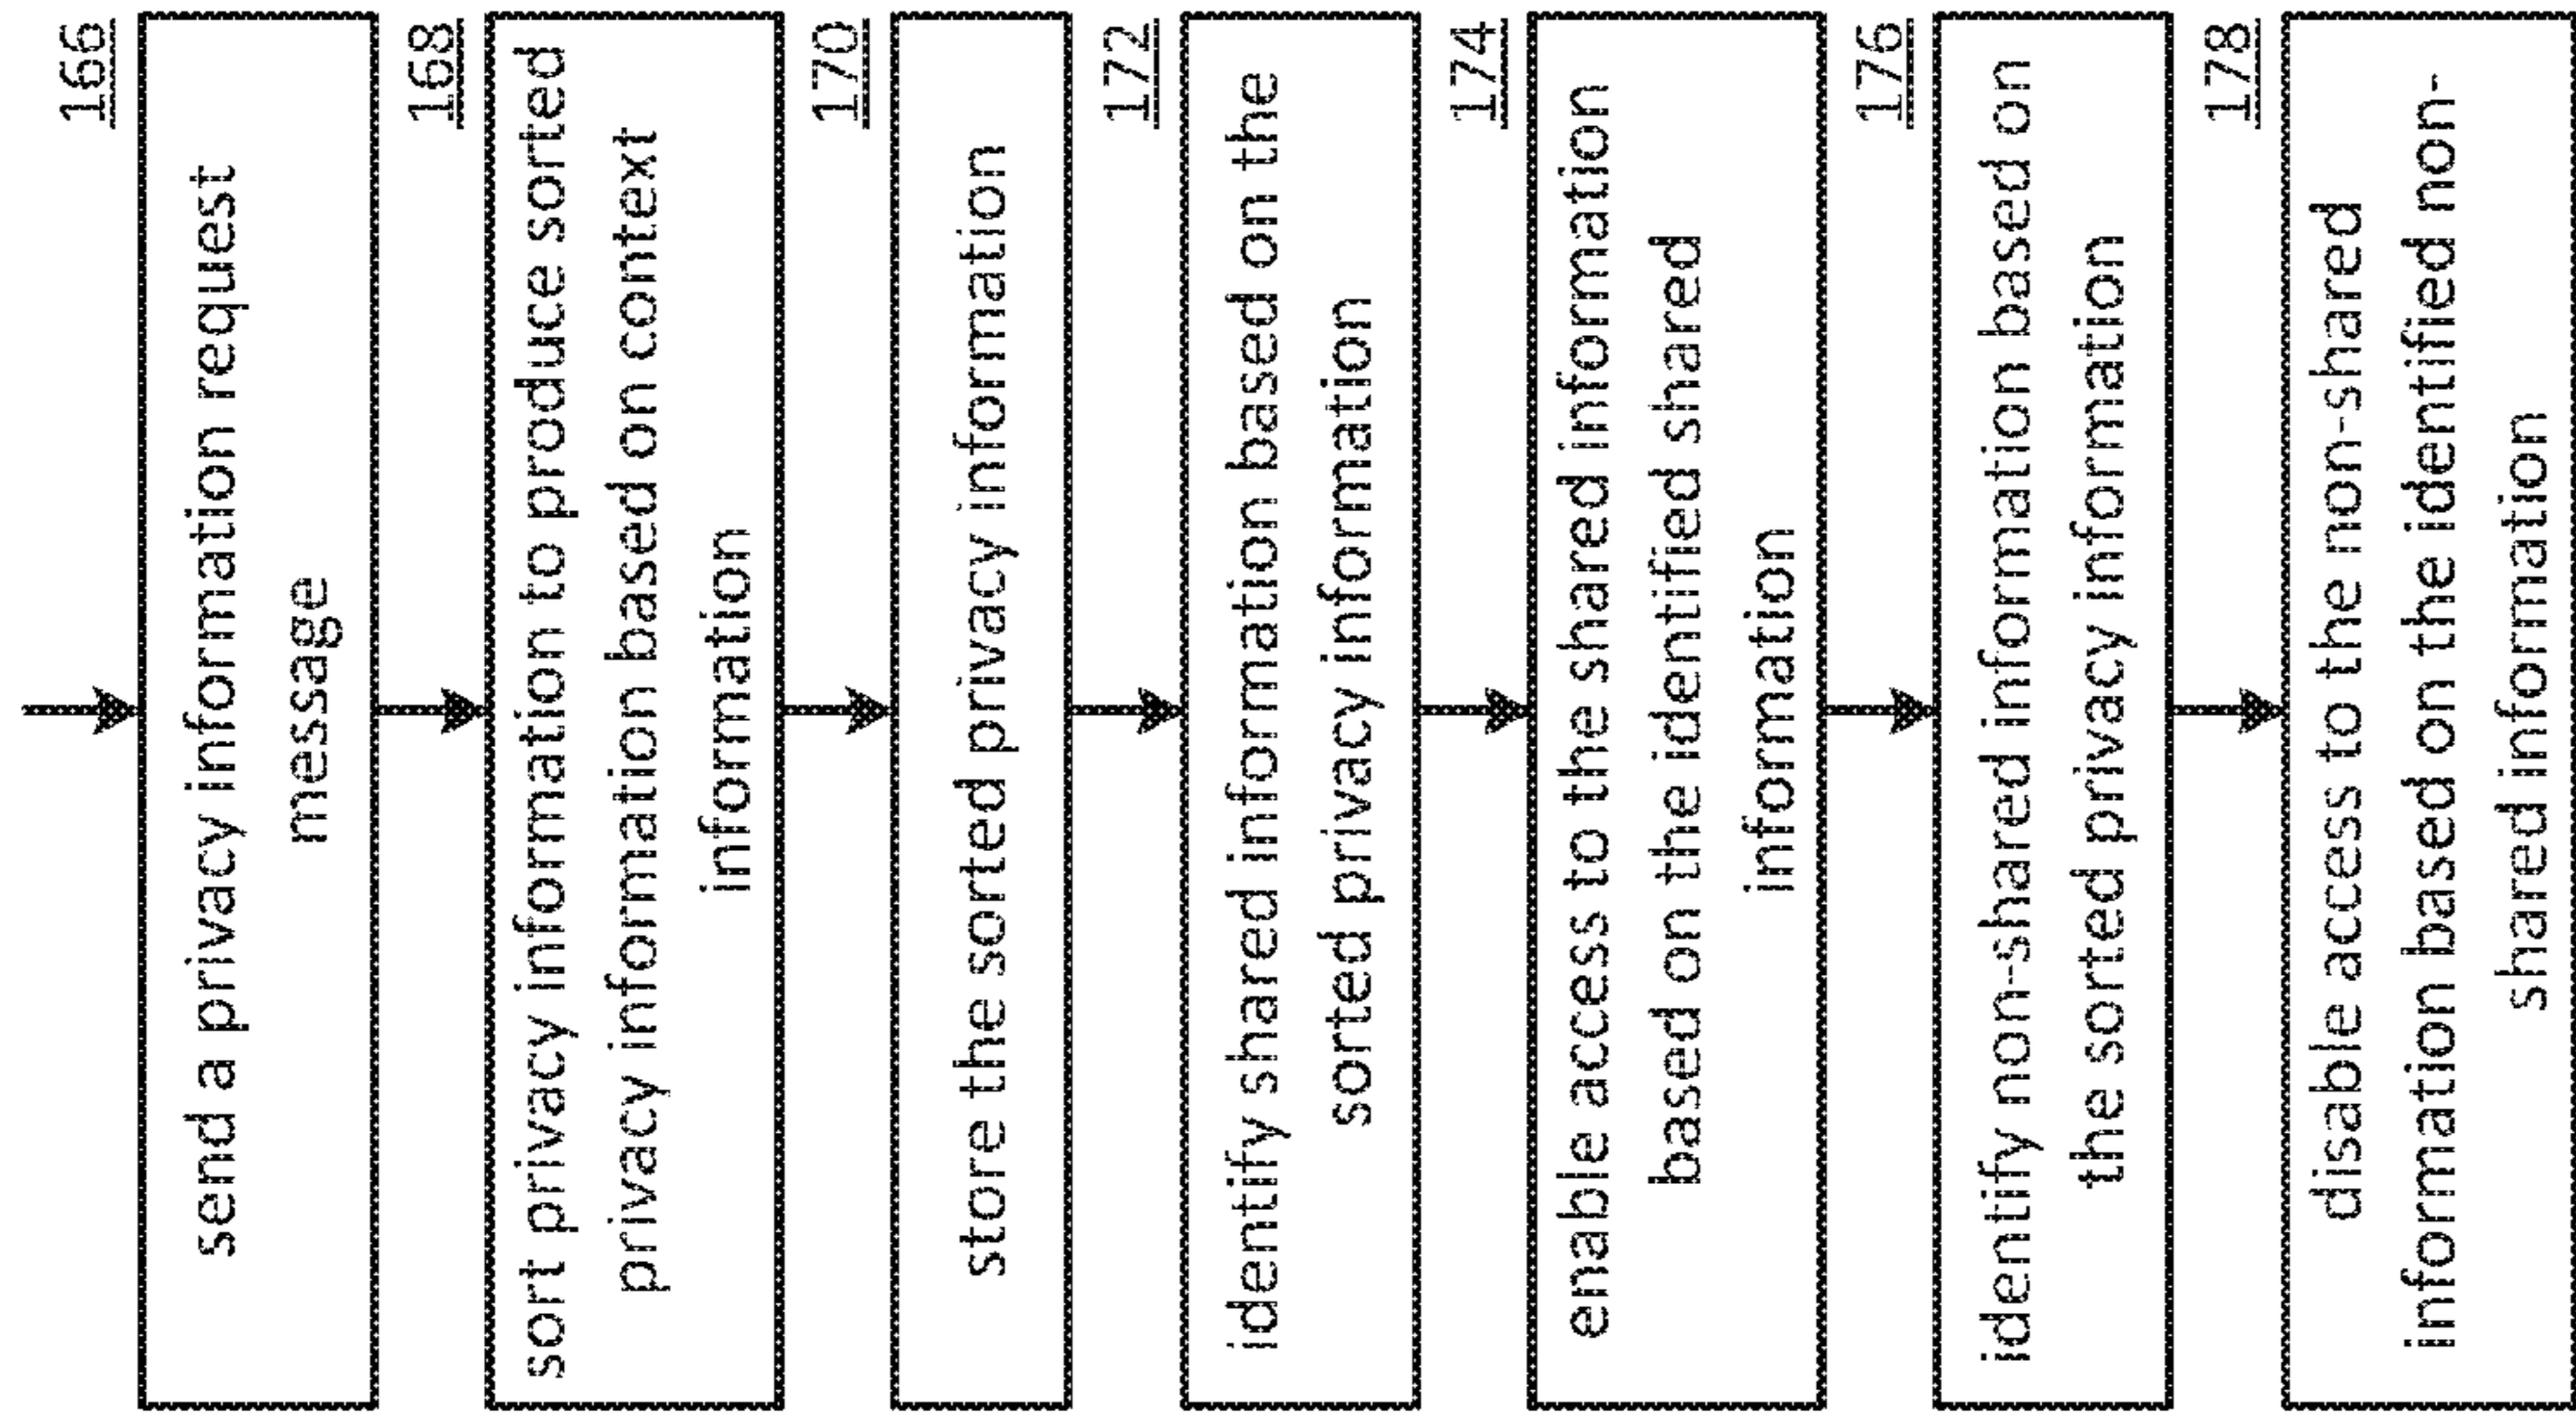 166
send a privacy information request
message
168
sort privacy information to produce sorted
privacy information based on context
information
170
store the sorted privacy information
172
identify shared information based on the
sorted privacy information
174
enable access to the shared information
based on the identified shared
information
176
identify non-shared information based on
the sorted privacy information
178
disable access to the non-shared
information based on the identified non-
shared information